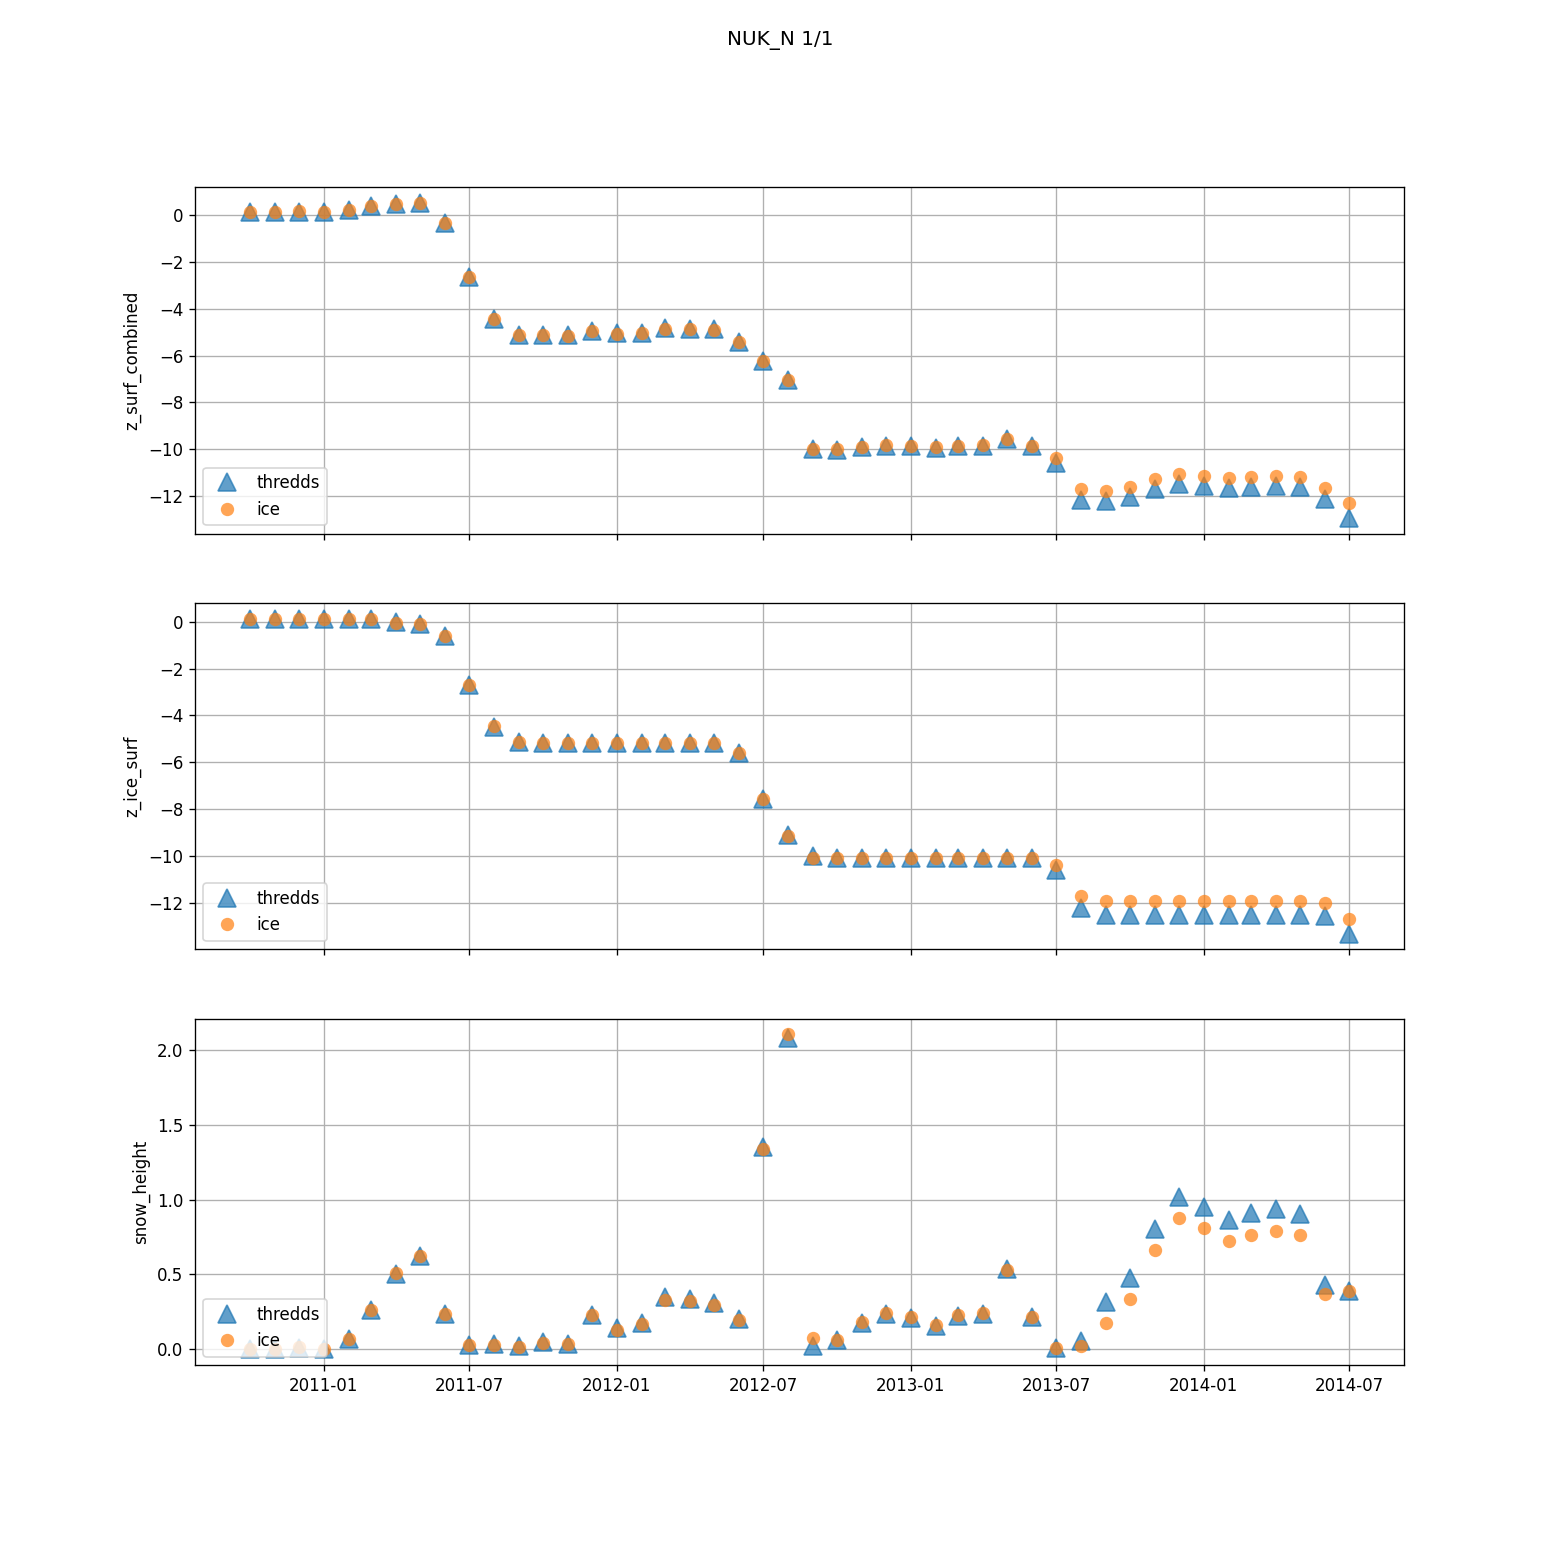 NUK_N 1/1
z_surf_combined
0
−2
−4
−6
−8
−10
−12
thredds
ice
z_ice_surf
0
−2
−4
−6
−8
−10
−12
thredds
ice
snow_height
2.0
1.5
1.0
0.5
0.0
thredds
ice
2011-01 2011-07 2012-01 2012-07 2013-01 2013-07 2014-01 2014-07